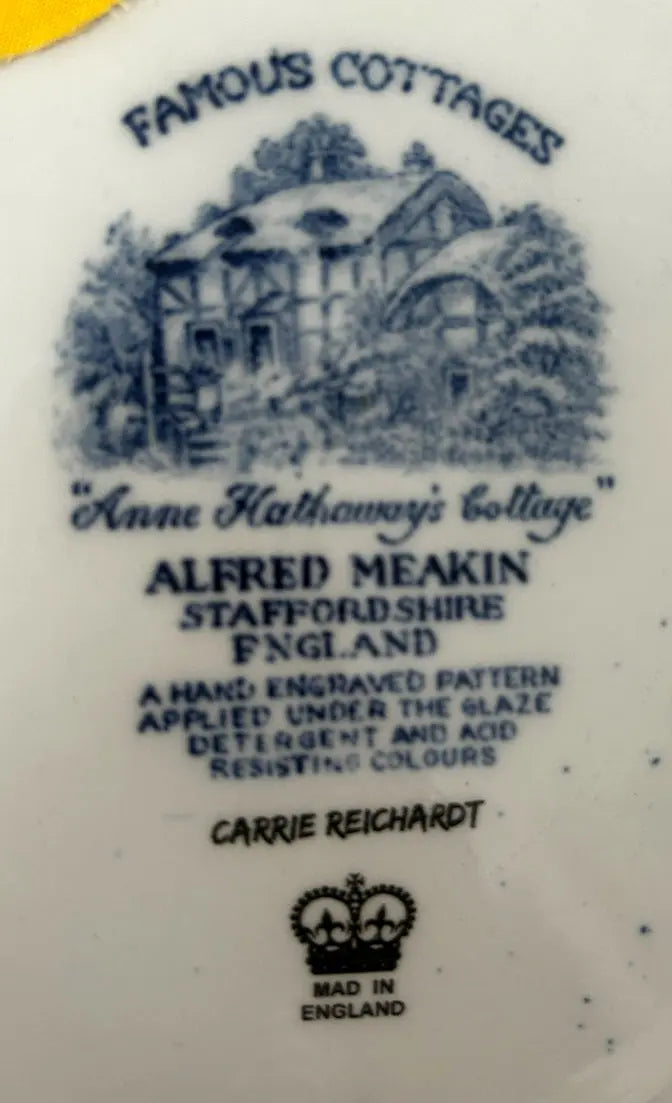 FAMOUS COTTAGES
"Anne Hathaway's Cottage"
ALFRED MEAKIN
STAFFORDSHIRE
ENGLAND
A HAND ENGRAVED PATTERN
APPLIED UNDER THE GLAZE
DETERGENT AND ACID
RESISTING COLOURS
CARRIE REICHARDT
MAD IN
ENGLAND